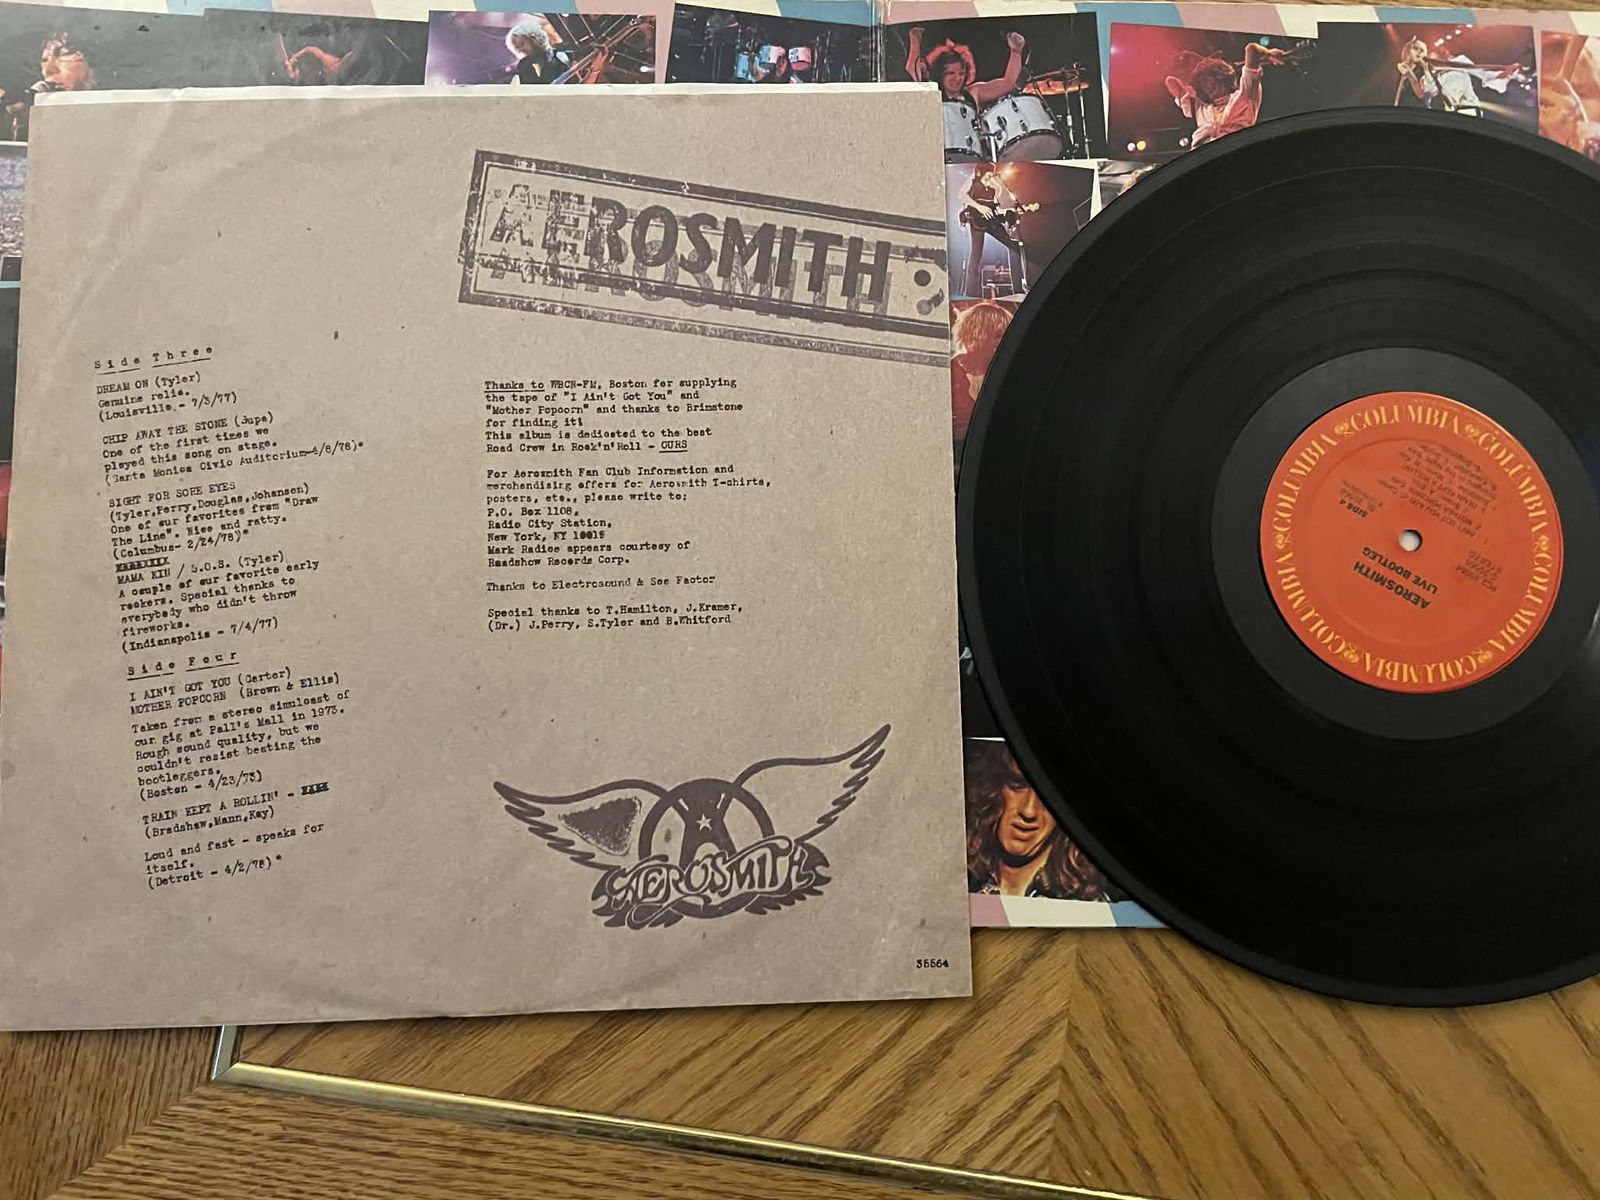 AEROSMITH:
AEROSMITH
Side Three
DREAM ON (Tyler)
Genuine relic.
(Louisville - 7/3/77)
CHIP AWAY THE STONE (Supa)
One of the first times we
played this song on stage.
(Santa Monica Civic Auditorium-4/8/78)*
SIGHT FOR SORE EYES
(Tyler,Perry,Douglas,Johansen)
One of our favorites from "Draw
The Line". Nice and ratty.
(Columbus- 2/24/78)*
MAMA KIN / S.O.S. (Tyler)
A couple of our favorite early
rockers. Special thanks to
everybody who didn't throw
fireworks.
(Indianapolis - 7/4/77)
Side Four
I AIN'T GOT YOU (Carter)
MOTHER POPCORN (Brown & Ellis)
Taken from a stereo simulcast of
our gig at Pall's Mall in 1973.
Rough sound quality, but we
couldn't resist beating the
bootleggers.
(Boston - 4/23/73)
TRAIN KEPT A ROLLIN' -
(Bradshaw,Mann,Kay)
Loud and fast - speaks for
itself.
(Detroit - 4/2/78)*
Thanks to WBCN-FM, Boston for supplying
the tape of "I Ain't Got You" and
"Mother Popcorn" and thanks to Brimstone
for finding it!
This album is dedicated to the best
Road Crew in Rock'n'Roll - OURS
For Aerosmith Fan Club Information and
merchandising offers for Aerosmith T-shirts,
posters, etc., please write to:
P.O. Box 1108,
Radio City Station,
New York, NY 10019
Mark Radice appears courtesy of
Roadshow Records Corp.
Thanks to Electrosound & See Factor
Special thanks to T.Hamilton, J.Kramer,
(Dr.) J.Perry, S.Tyler and B.Whitford
AEROSMITH
35564
COLUMBIA COLUMBIA COLUMBIA COLUMBIA COLUMBIA COLUMBIA
AEROSMITH
LIVE BOOTLEG
STEREO
SIDE 4